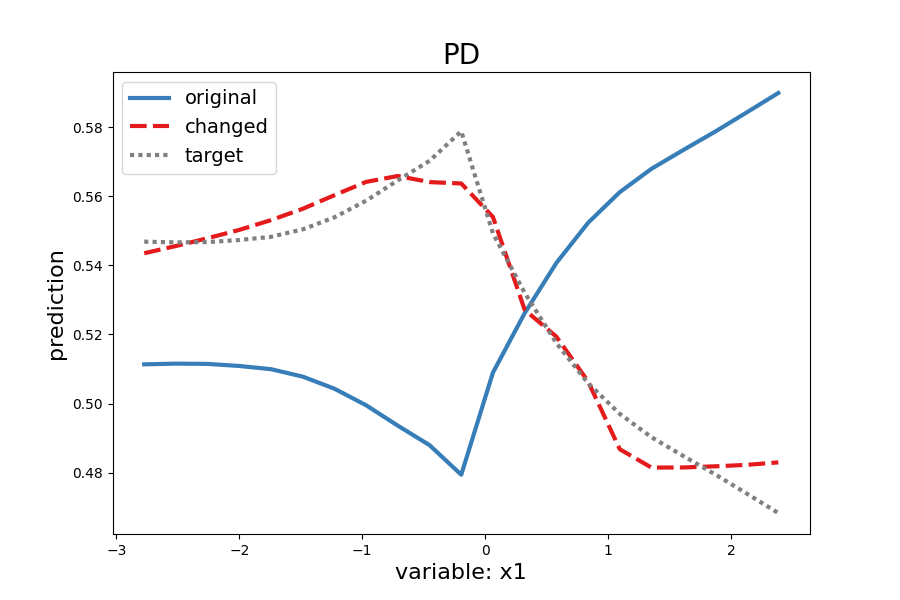 PD
original
changed
target
0.58
0.56
0.54
0.52
0.50
0.48
prediction
−3
−2
−1
0
1
2
variable: x1